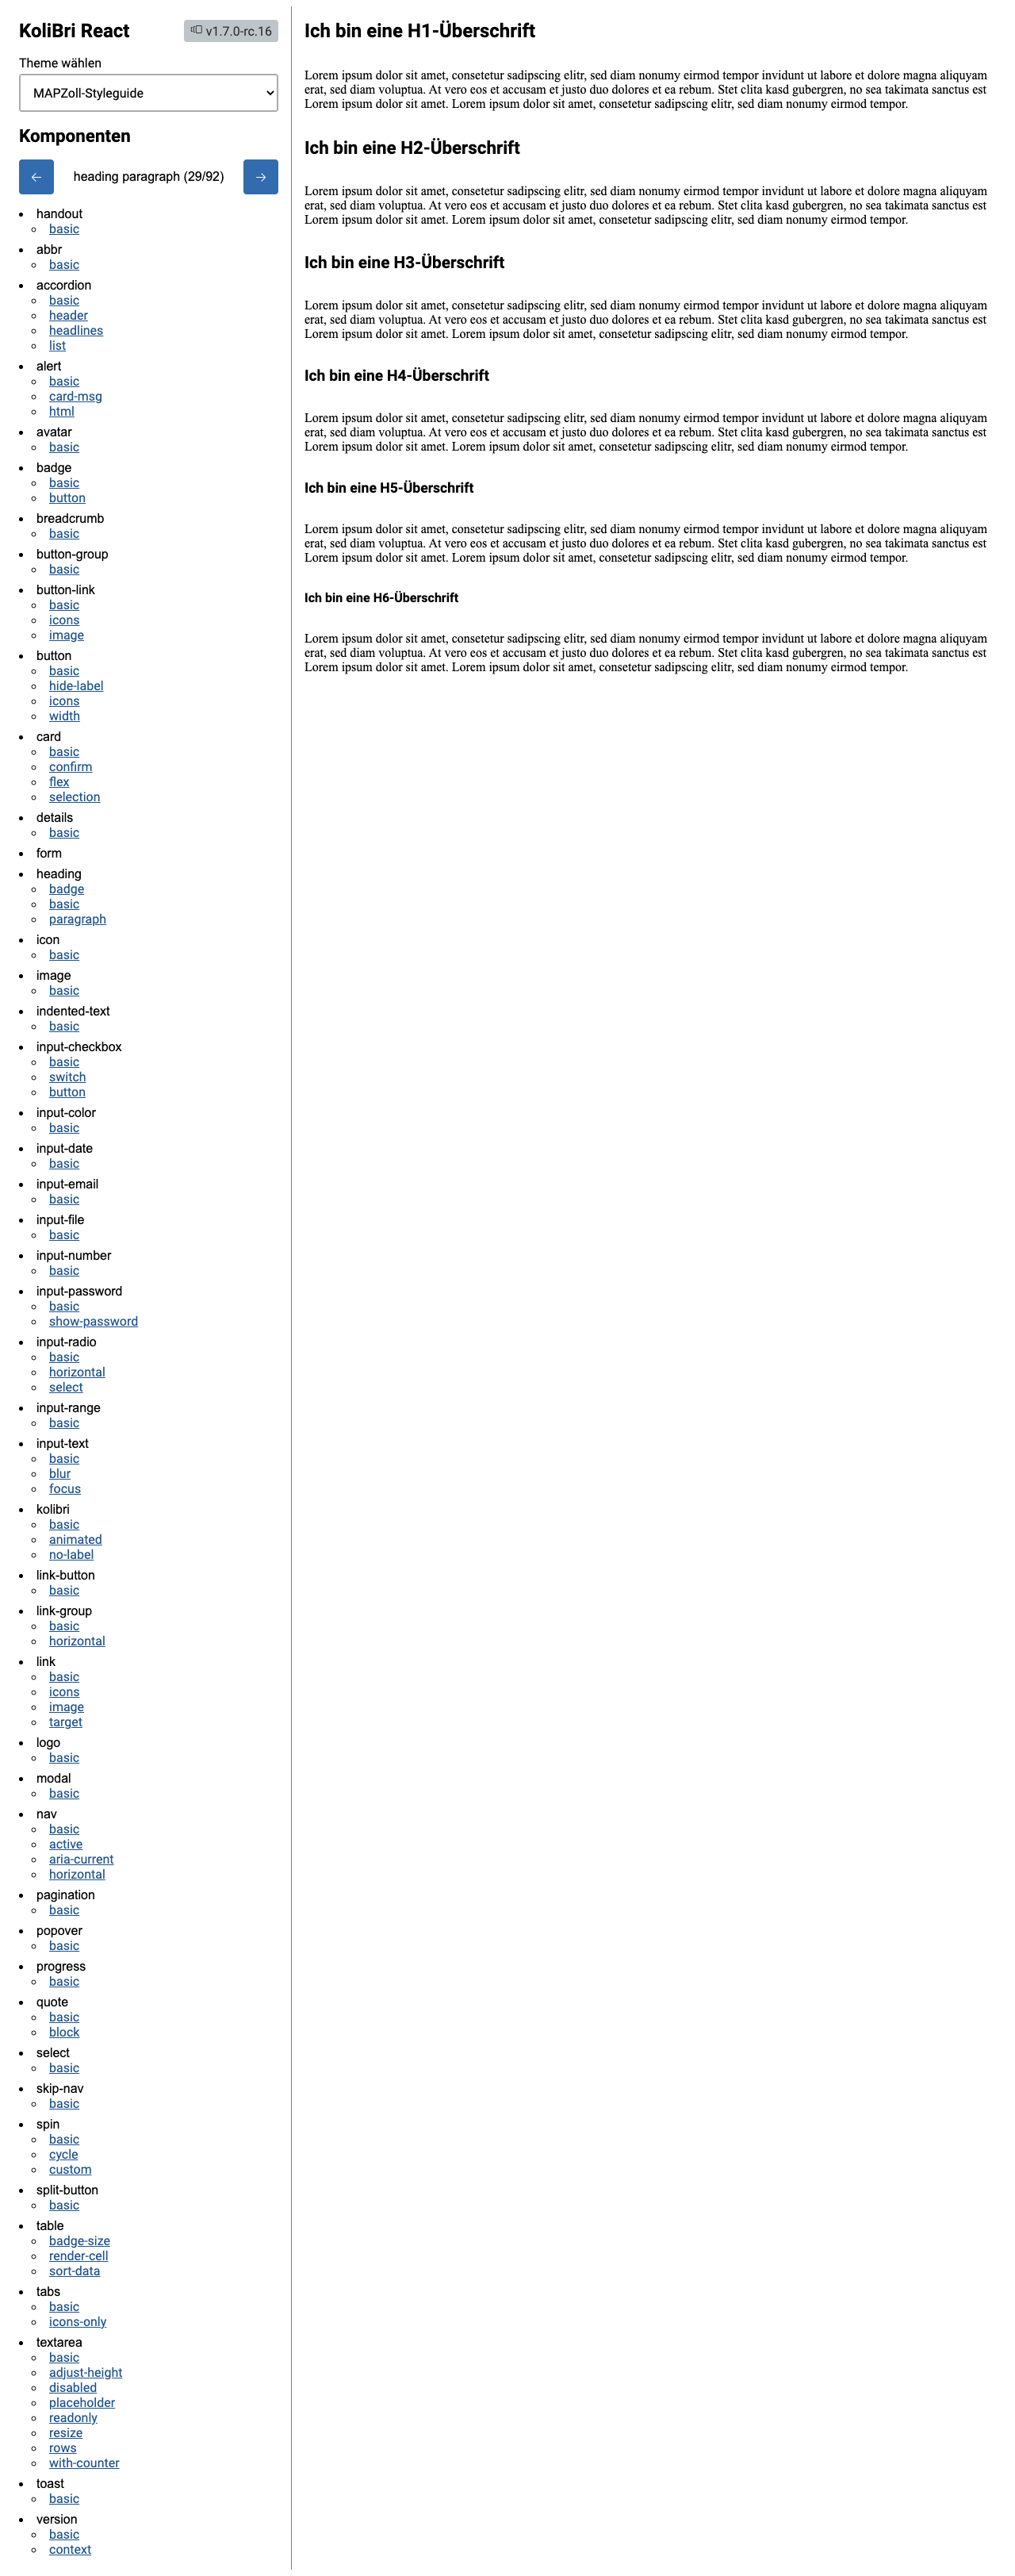 KoliBri React
v1.7.0-rc.16
Theme wählen
MAPZoll-Styleguide
Komponenten
heading paragraph (29/92)
handout
basic
abbr
basic
accordion
basic
header
headlines
list
alert
basic
card-msg
html
avatar
basic
badge
basic
button
breadcrumb
basic
button-group
basic
button-link
basic
icons
image
button
basic
hide-label
icons
width
card
basic
confirm
flex
selection
details
basic
form
heading
badge
basic
paragraph
icon
basic
image
basic
indented-text
basic
input-checkbox
basic
switch
button
input-color
basic
input-date
basic
input-email
basic
input-file
basic
input-number
basic
input-password
basic
show-password
input-radio
basic
horizontal
select
input-range
basic
input-text
basic
blur
focus
kolibri
basic
animated
no-label
link-button
basic
link-group
basic
horizontal
link
basic
icons
image
target
logo
basic
modal
basic
nav
basic
active
aria-current
horizontal
pagination
basic
popover
basic
progress
basic
quote
basic
block
select
basic
skip-nav
basic
spin
basic
cycle
custom
split-button
basic
table
badge-size
render-cell
sort-data
tabs
basic
icons-only
textarea
basic
adjust-height
disabled
placeholder
readonly
resize
rows
with-counter
toast
basic
version
basic
context
Ich bin eine H1-Überschrift
Lorem ipsum dolor sit amet, consetetur sadipscing elitr, sed diam nonumy eirmod tempor invidunt ut labore et dolore magna aliquyam
erat, sed diam voluptua. At vero eos et accusam et justo duo dolores et ea rebum. Stet clita kasd gubergren, no sea takimata sanctus est
Lorem ipsum dolor sit amet. Lorem ipsum dolor sit amet, consetetur sadipscing elitr, sed diam nonumy eirmod tempor.
Ich bin eine H2-Überschrift
Lorem ipsum dolor sit amet, consetetur sadipscing elitr, sed diam nonumy eirmod tempor invidunt ut labore et dolore magna aliquyam
erat, sed diam voluptua. At vero eos et accusam et justo duo dolores et ea rebum. Stet clita kasd gubergren, no sea takimata sanctus est
Lorem ipsum dolor sit amet. Lorem ipsum dolor sit amet, consetetur sadipscing elitr, sed diam nonumy eirmod tempor.
Ich bin eine H3-Überschrift
Lorem ipsum dolor sit amet, consetetur sadipscing elitr, sed diam nonumy eirmod tempor invidunt ut labore et dolore magna aliquyam
erat, sed diam voluptua. At vero eos et accusam et justo duo dolores et ea rebum. Stet clita kasd gubergren, no sea takimata sanctus est
Lorem ipsum dolor sit amet. Lorem ipsum dolor sit amet, consetetur sadipscing elitr, sed diam nonumy eirmod tempor.
Ich bin eine H4-Überschrift
Lorem ipsum dolor sit amet, consetetur sadipscing elitr, sed diam nonumy eirmod tempor invidunt ut labore et dolore magna aliquyam
erat, sed diam voluptua. At vero eos et accusam et justo duo dolores et ea rebum. Stet clita kasd gubergren, no sea takimata sanctus est
Lorem ipsum dolor sit amet. Lorem ipsum dolor sit amet, consetetur sadipscing elitr, sed diam nonumy eirmod tempor.
Ich bin eine H5-Überschrift
Lorem ipsum dolor sit amet, consetetur sadipscing elitr, sed diam nonumy eirmod tempor invidunt ut labore et dolore magna aliquyam
erat, sed diam voluptua. At vero eos et accusam et justo duo dolores et ea rebum. Stet clita kasd gubergren, no sea takimata sanctus est
Lorem ipsum dolor sit amet. Lorem ipsum dolor sit amet, consetetur sadipscing elitr, sed diam nonumy eirmod tempor.
Ich bin eine H6-Überschrift
Lorem ipsum dolor sit amet, consetetur sadipscing elitr, sed diam nonumy eirmod tempor invidunt ut labore et dolore magna aliquyam
erat, sed diam voluptua. At vero eos et accusam et justo duo dolores et ea rebum. Stet clita kasd gubergren, no sea takimata sanctus est
Lorem ipsum dolor sit amet. Lorem ipsum dolor sit amet, consetetur sadipscing elitr, sed diam nonumy eirmod tempor.